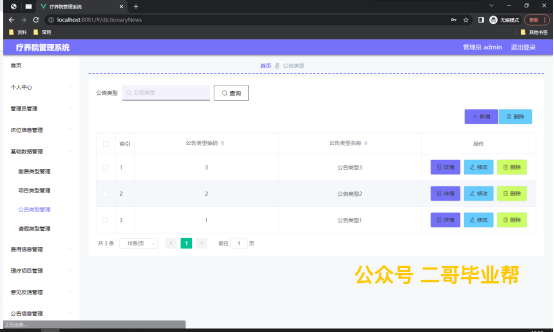 疗养院管理系统
localhost:8081/#/dictionaryNews
无痕模式
更新
资料 常用 其他书签
疗养院管理系统 管理员 admin 退出登录
首页 首页 公告类型
个人中心 公告类型 公告类型 查询
管理员管理 新增 删除
床位信息管理 索引 公告类型编码 公告类型名称 操作
基础数据管理 1 3 公告类型3 详情 修改 删除
缴费类型管理
项目类型管理 2 2 公告类型2 详情 修改 删除
公告类型管理
请假类型管理 3 1 公告类型1 详情 修改 删除
费用信息管理 共 3 条 10条/页 1 前往 1 页
理疗项目管理
意见反馈管理
公告信息管理
公众号 二哥毕业帮